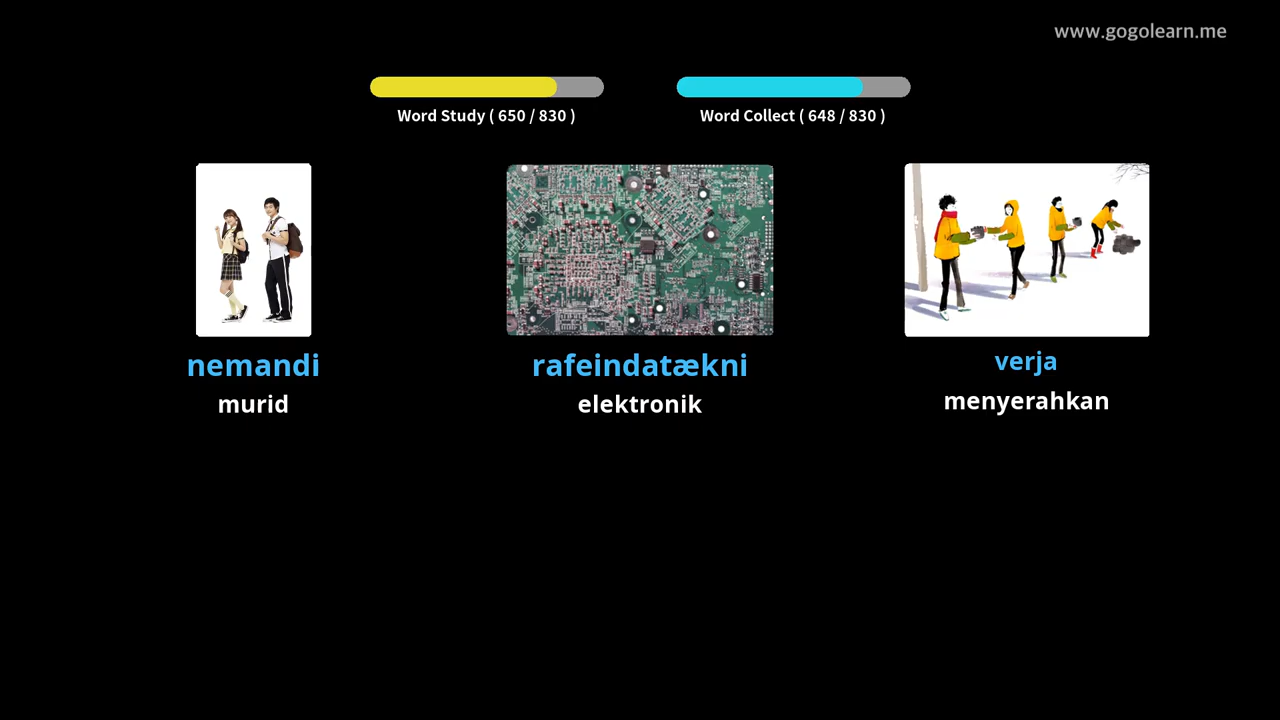 www.gogolearn.me
Word Study ( 650 / 830 )
Word Collect ( 648 / 830 )
nemandi
murid
rafeindatækni
elektronik
verja
menyerahkan